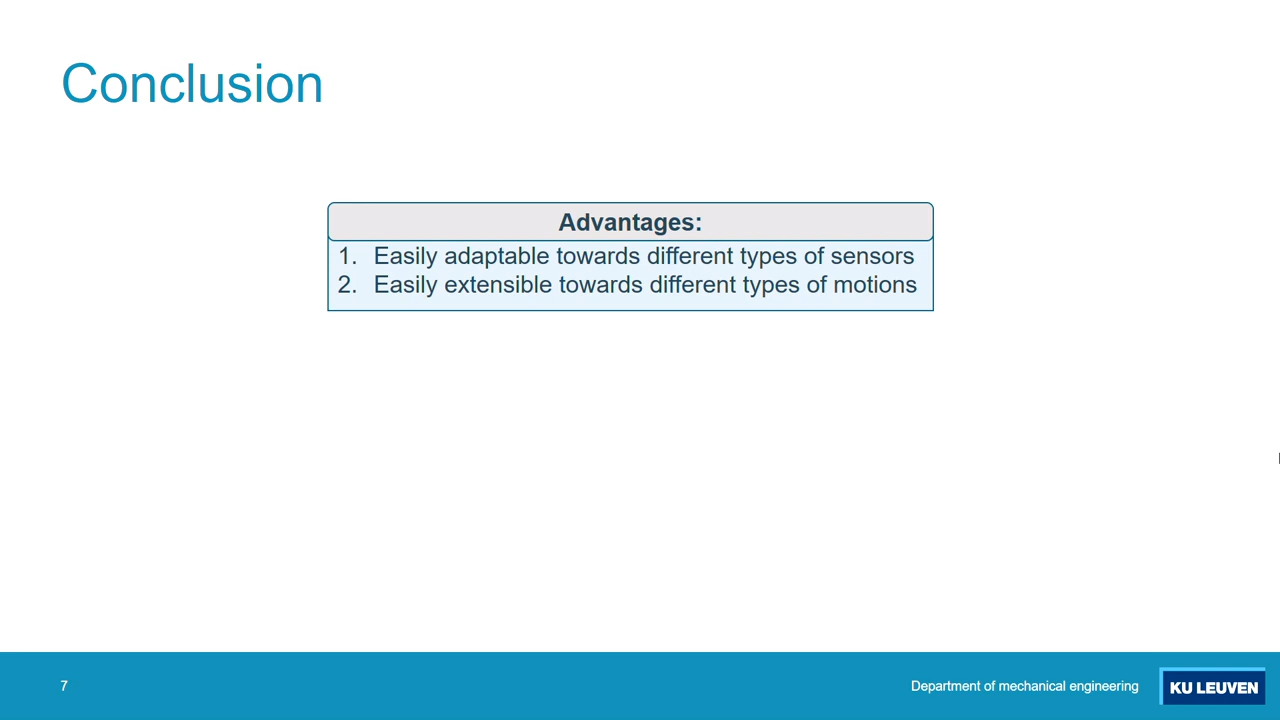 Conclusion
Advantages:
1. Easily adaptable towards different types of sensors
2. Easily extensible towards different types of motions
7
Department of mechanical engineering
KU LEUVEN